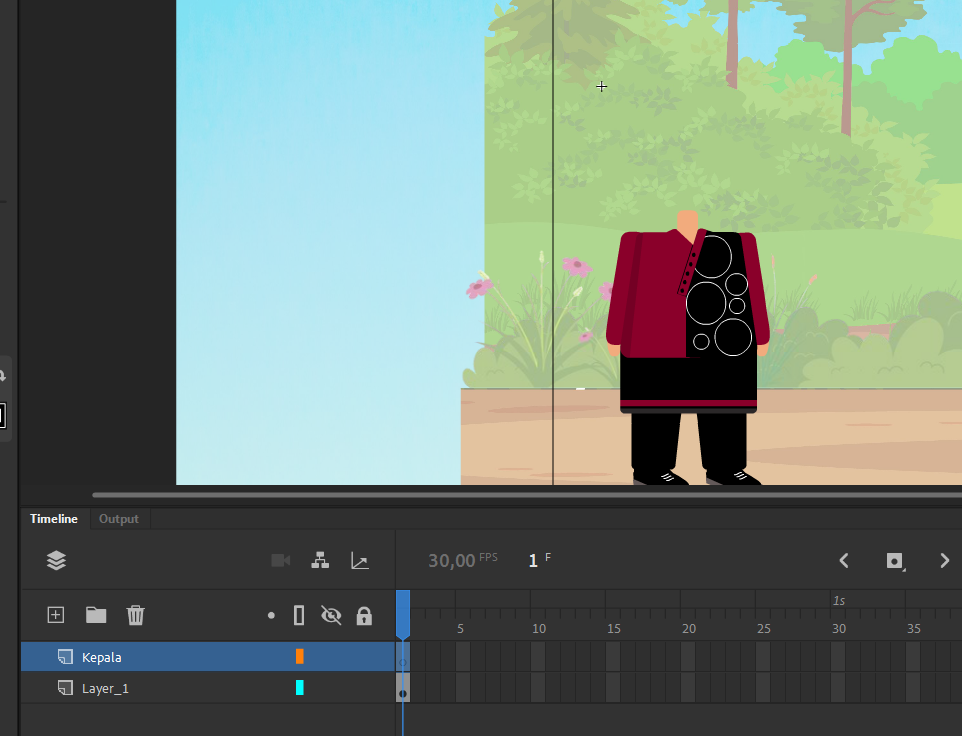 Timeline Output
30,00 FPS 1 F
1s
5 10 15 20 25 30 35
Kepala
Layer_1